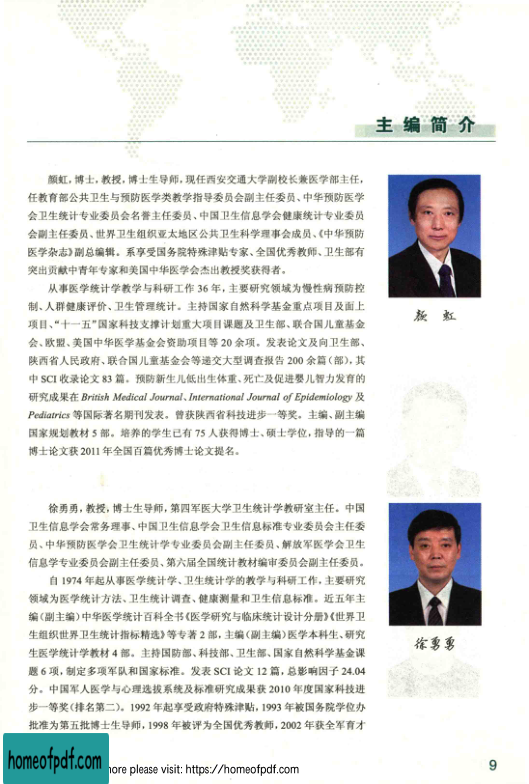 主编简介
颜虹，博士，教授，博士生导师，现任西安交通大学副校长兼医学部主任，
任教育部公共卫生与预防医学类教学指导委员会副主任委员、中华预防医学
会卫生统计专业委员会名誉主任委员、中国卫生信息学会健康统计专业委员
会副主任委员、世界卫生组织亚太地区公共卫生科学理事会成员、《中华预防
医学杂志》副总编辑。系享受国务院特殊津贴专家、全国优秀教师、卫生部有
突出贡献中青年专家和美国中华医学会杰出教授奖获得者。
从事医学统计学教学与科研工作 36 年，主要研究领域为慢性病预防控
制、人群健康评价、卫生管理统计。主持国家自然科学基金重点项目及面上
项目、“十一五”国家科技支撑计划重大项目课题及卫生部、联合国儿童基金
会、欧盟、美国中华医学基金会资助项目等 20 余项。发表论文及向卫生部、
陕西省人民政府、联合国儿童基金会等递交大型调查报告 200 余篇（部），其
中 SCI 收录论文 83 篇。预防新生儿低出生体重、死亡及促进婴儿智力发育的
研究成果在 British Medical Journal、International Journal of Epidemiology 及
Pediatrics 等国际著名期刊发表。曾获陕西省科技进步一等奖。主编、副主编
国家规划教材 5 部。培养的学生已有 75 人获得博士、硕士学位，指导的一篇
博士论文获 2011 年全国百篇优秀博士论文提名。
颜虹
徐勇勇，教授，博士生导师，第四军医大学卫生统计学教研室主任。中国
卫生信息学会常务理事、中国卫生信息学会卫生信息标准专业委员会主任委
员、中华预防医学会卫生统计学专业委员会副主任委员、解放军医学会卫生
信息学专业委员会副主任委员、第六届全国统计教材编审委员会副主任委员。
自 1974 年起从事医学统计学、卫生统计学的教学与科研工作，主要研究
领域为医学统计方法、卫生统计调查、健康测量和卫生信息标准。近五年主
编（副主编）中华医学统计百科全书《医学研究与临床统计设计分册》《世界卫
生组织世界卫生统计指标精选》等专著 2 部，主编（副主编）医学本科生、研究
生医学统计学教材 4 部。主持国防部、科技部、卫生部、国家自然科学基金课
题 6 项，制定多项军队和国家标准。发表 SCI 论文 12 篇，总影响因子 24.04
分。中国军人医学与心理选拔系统及标准研究成果获 2010 年度国家科技进
步一等奖（排名第二）。1992 年起享受政府特殊津贴，1993 年被国务院学位办
批准为第五批博士生导师，1998 年被评为全国优秀教师，2002 年获全军育才
徐勇勇
9
homeofpdf.com
more please visit: https://homeofpdf.com